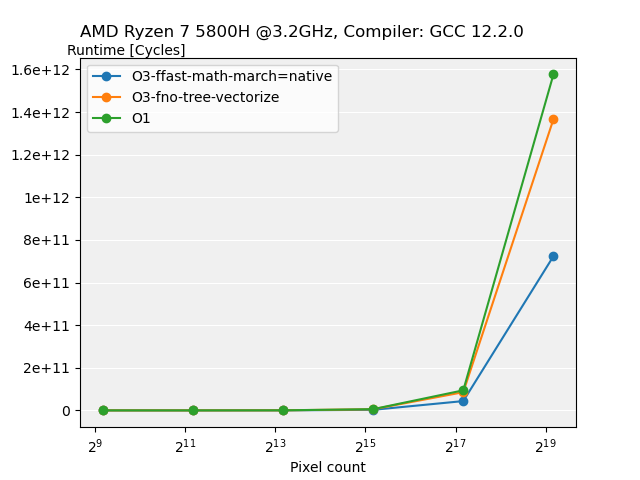 AMD Ryzen 7 5800H @3.2GHz, Compiler: GCC 12.2.0
Runtime [Cycles]
O3-ffast-math-march=native
O3-fno-tree-vectorize
O1
1.6e+12
1.4e+12
1.2e+12
1e+12
8e+11
6e+11
4e+11
2e+11
0
2^9 2^11 2^13 2^15 2^17 2^19
Pixel count